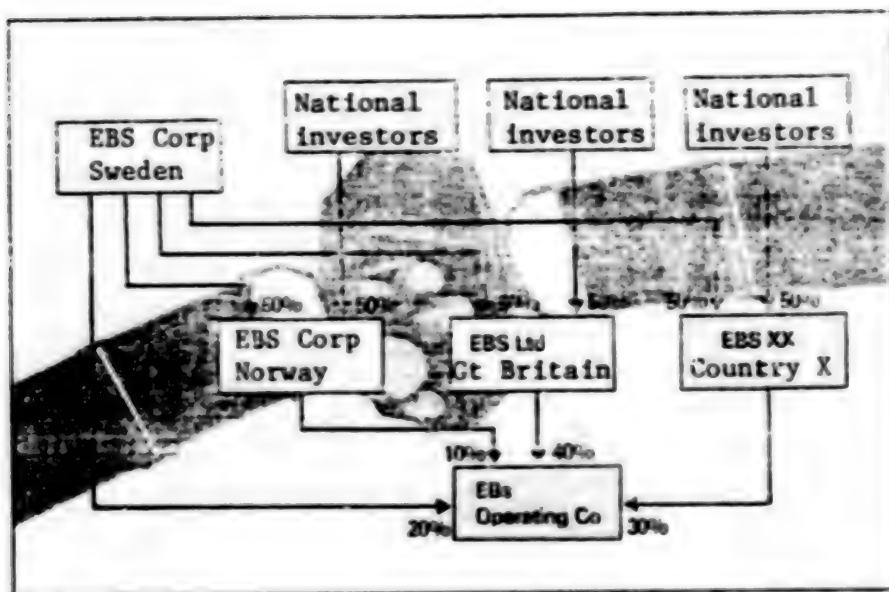 National
investors
National
investors
National
investors
EBS Corp
Sweden
50%
50%
50%
EBS Corp
Norway
EBS Ltd
Gt Britain
EBS XX
Country X
10%
40%
EBs
Operating Co
20%
30%